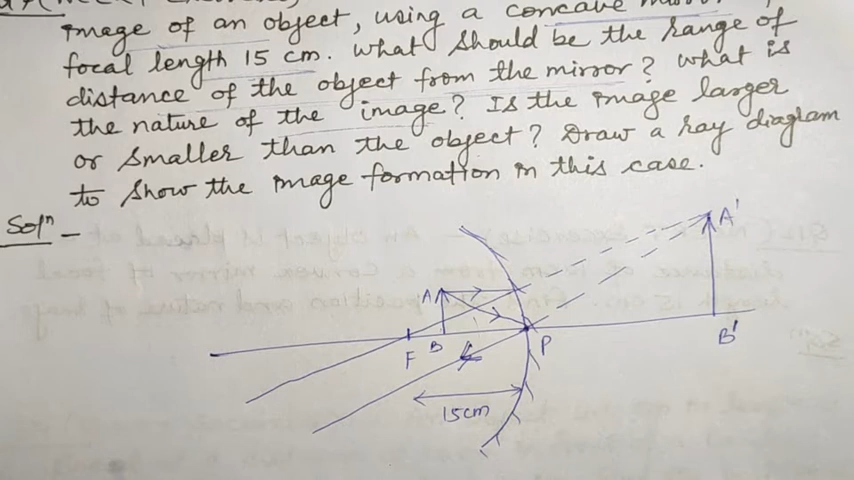 image of an object, using a concave
focal length 15 cm. What should be the range of
distance of the object from the mirror? What is
the nature of the image? Is the image larger
or smaller than the object? Draw a ray diagram
to show the image formation in this case.
Solⁿ -
A'
A
F B P B'
15cm